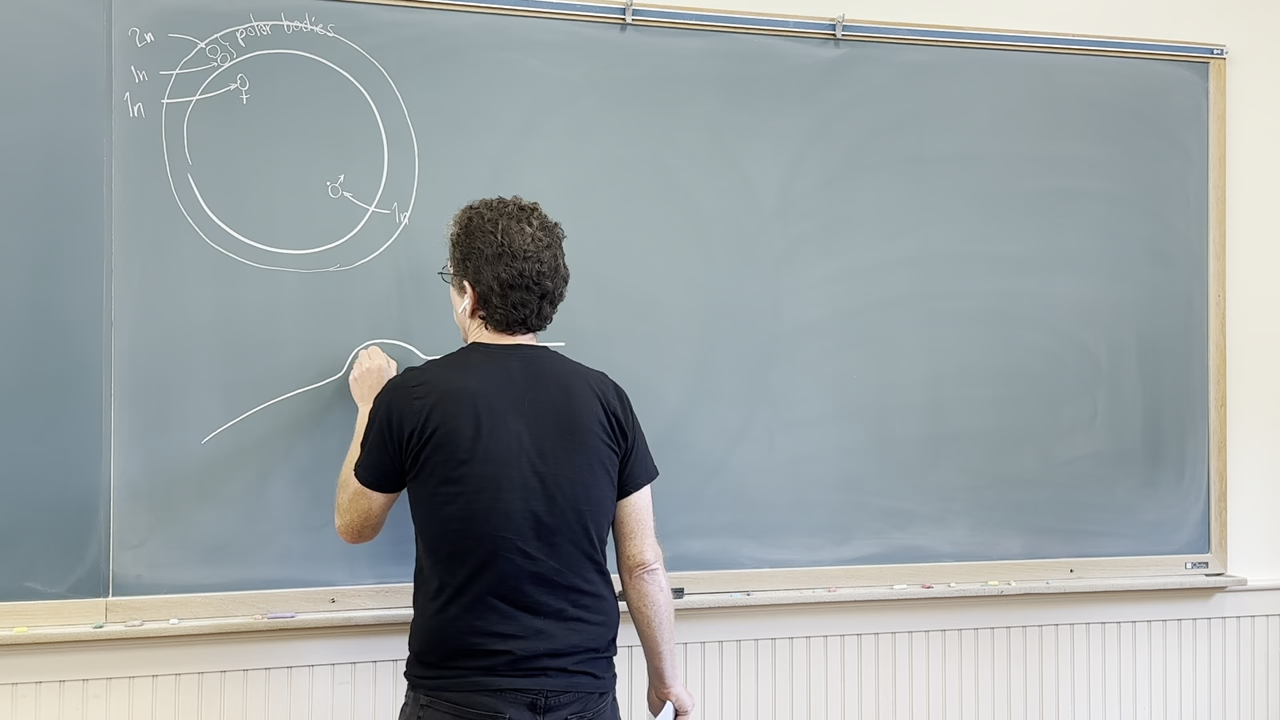 2n
polar bodies
1n
1n
♀
♂
1n